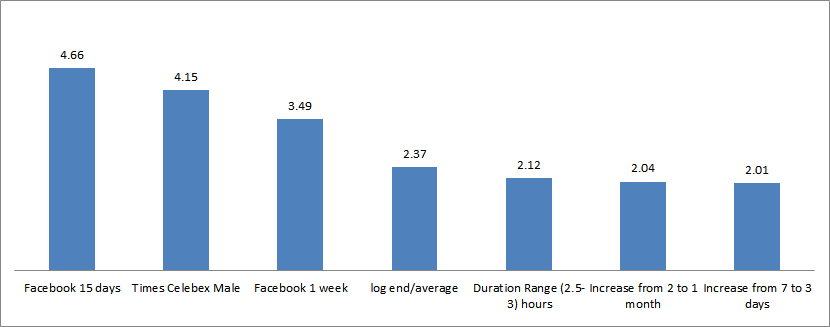 4.66
4.15
3.49
2.37
2.12
2.04
2.01
Facebook 15 days
Times Celebex Male
Facebook 1 week
log end/average
Duration Range (2.5-
3) hours
Increase from 2 to 1
month
Increase from 7 to 3
days